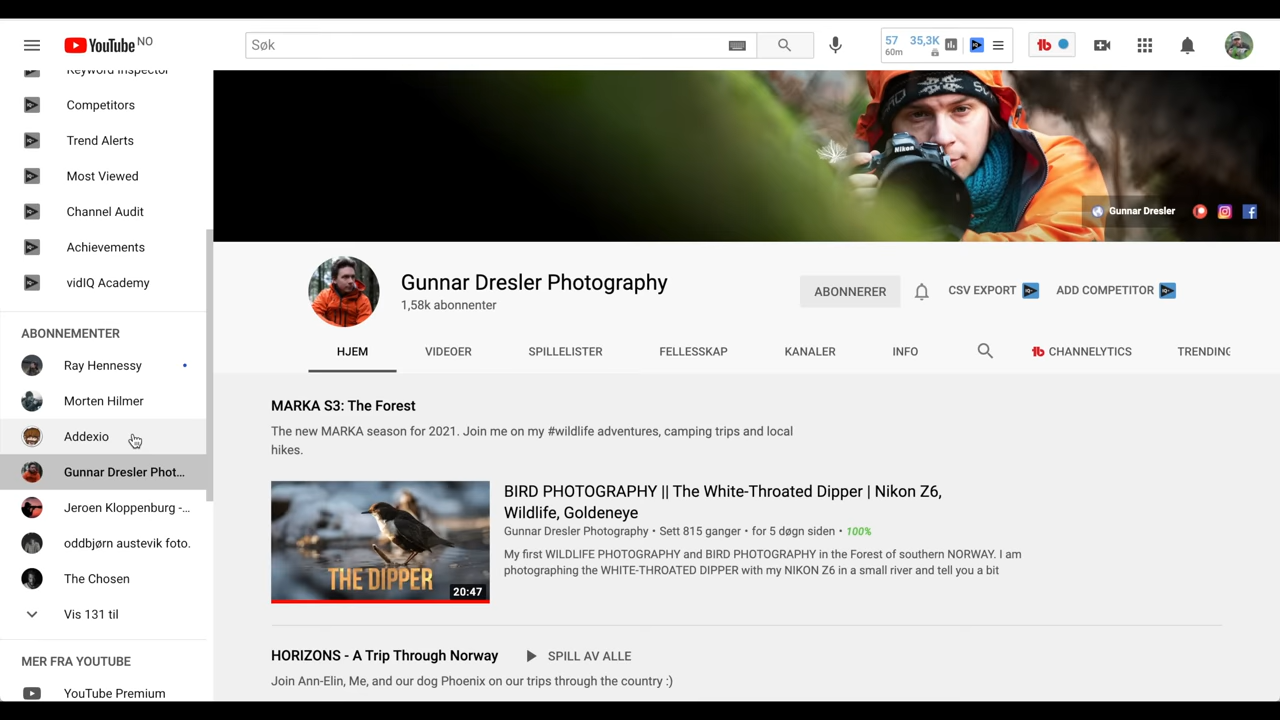 YouTube NO
Søk
57 35,3K
60m
tb
Keyword Inspector
Competitors
Trend Alerts
Most Viewed
Channel Audit
Achievements
vidIQ Academy
ABONNEMENTER
Ray Hennessy
Morten Hilmer
Addexio
Gunnar Dresler Phot...
Jeroen Kloppenburg -...
oddbjørn austevik foto.
The Chosen
Vis 131 til
MER FRA YOUTUBE
YouTube Premium
Nikon
Gunnar Dresler
Gunnar Dresler Photography
1,58k abonnenter
ABONNERER
CSV EXPORT
ADD COMPETITOR
HJEM VIDEOER SPILLELISTER FELLESSKAP KANALER INFO tb CHANNELYTICS TRENDING
MARKA S3: The Forest
The new MARKA season for 2021. Join me on my #wildlife adventures, camping trips and local
hikes.
THE DIPPER
20:47
BIRD PHOTOGRAPHY || The White-Throated Dipper | Nikon Z6,
Wildlife, Goldeneye
Gunnar Dresler Photography • Sett 815 ganger • for 5 døgn siden • 100%
My first WILDLIFE PHOTOGRAPHY and BIRD PHOTOGRAPHY in the Forest of southern NORWAY. I am
photographing the WHITE-THROATED DIPPER with my NIKON Z6 in a small river and tell you a bit
HORIZONS - A Trip Through Norway SPILL AV ALLE
Join Ann-Elin, Me, and our dog Phoenix on our trips through the country :)